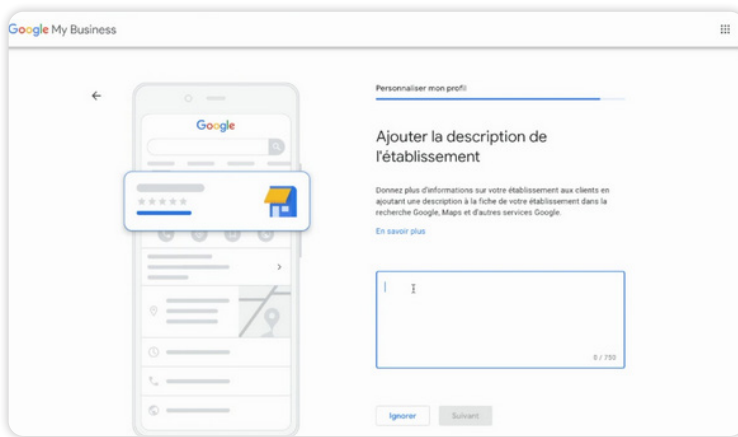 Google My Business
Google
Personnaliser mon profil
Ajouter la description de
l'établissement
Donnez plus d'informations sur votre établissement aux clients en
ajoutant une description à la fiche de votre établissement dans la
recherche Google, Maps et d'autres services Google.
En savoir plus
0 / 750
Ignorer
Suivant